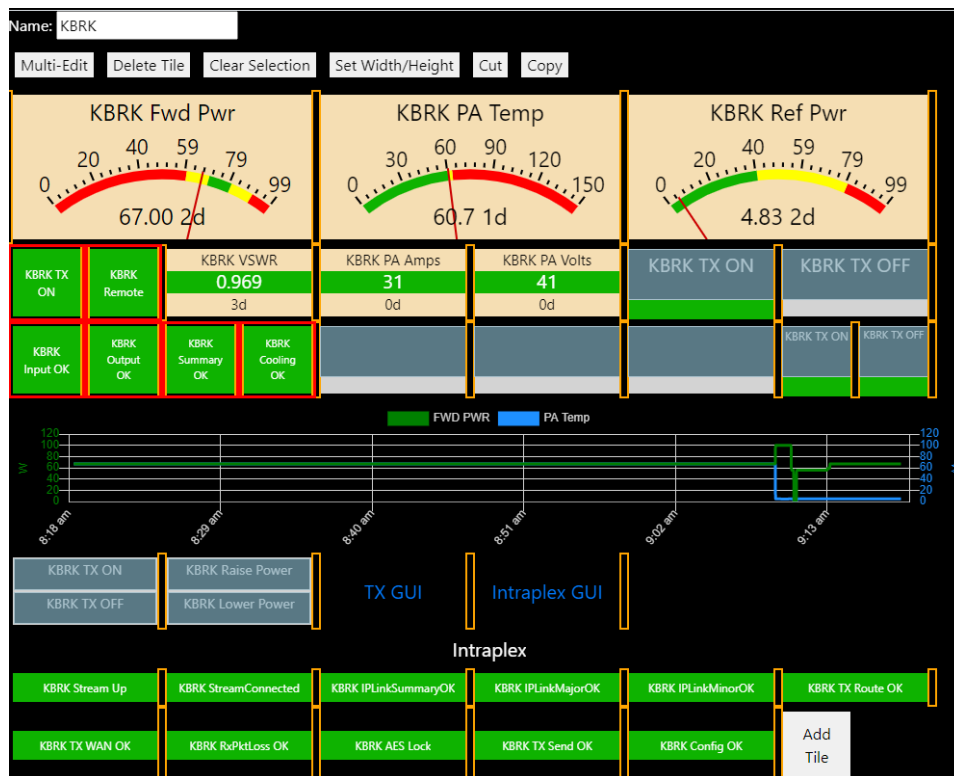 Name: KBRK
Multi-Edit Delete Tile Clear Selection Set Width/Height Cut Copy
KBRK Fwd Pwr
0 20 40 59 79 99
67.00 2d
KBRK PA Temp
0 30 60 90 120 150
60.7 1d
KBRK Ref Pwr
0 20 40 59 79 99
4.83 2d
KBRK TX
ON
KBRK
Remote
KBRK VSWR
0.969
3d
KBRK PA Amps
31
0d
KBRK PA Volts
41
0d
KBRK TX ON
KBRK TX OFF
KBRK
Input OK
KBRK
Output
OK
KBRK
Summary
OK
KBRK
Cooling
OK
KBRK TX ON
KBRK TX OFF
FWD PWR PA Temp
W
120
100
80
60
40
20
0
120
100
80
60
40
20
0
8:18 am 8:29 am 8:40 am 8:51 am 9:02 am 9:13 am
KBRK TX ON
KBRK TX OFF
KBRK Raise Power
KBRK Lower Power
TX GUI
Intraplex GUI
Intraplex
KBRK Stream Up KBRK StreamConnected KBRK IPLinkSummaryOK KBRK IPLinkMajorOK KBRK IPLinkMinorOK KBRK TX Route OK
KBRK TX WAN OK KBRK RxPktLoss OK KBRK AES Lock KBRK TX Send OK KBRK Config OK
Add
Tile